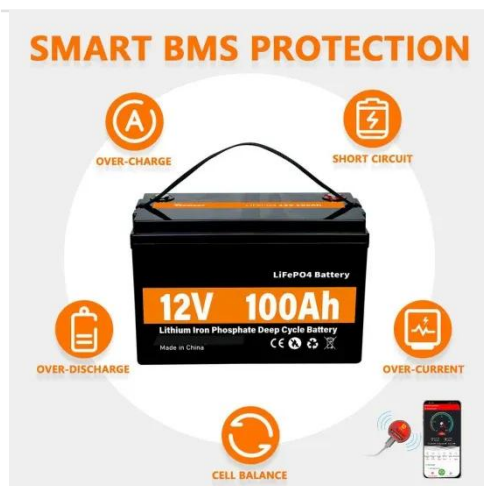 SMART BMS PROTECTION
OVER-CHARGE
SHORT CIRCUIT
LiFePO4 Battery
12V 100Ah
Lithium Iron Phosphate Deep Cycle Battery
Made in China
CE
OVER-DISCHARGE
OVER-CURRENT
CELL BALANCE